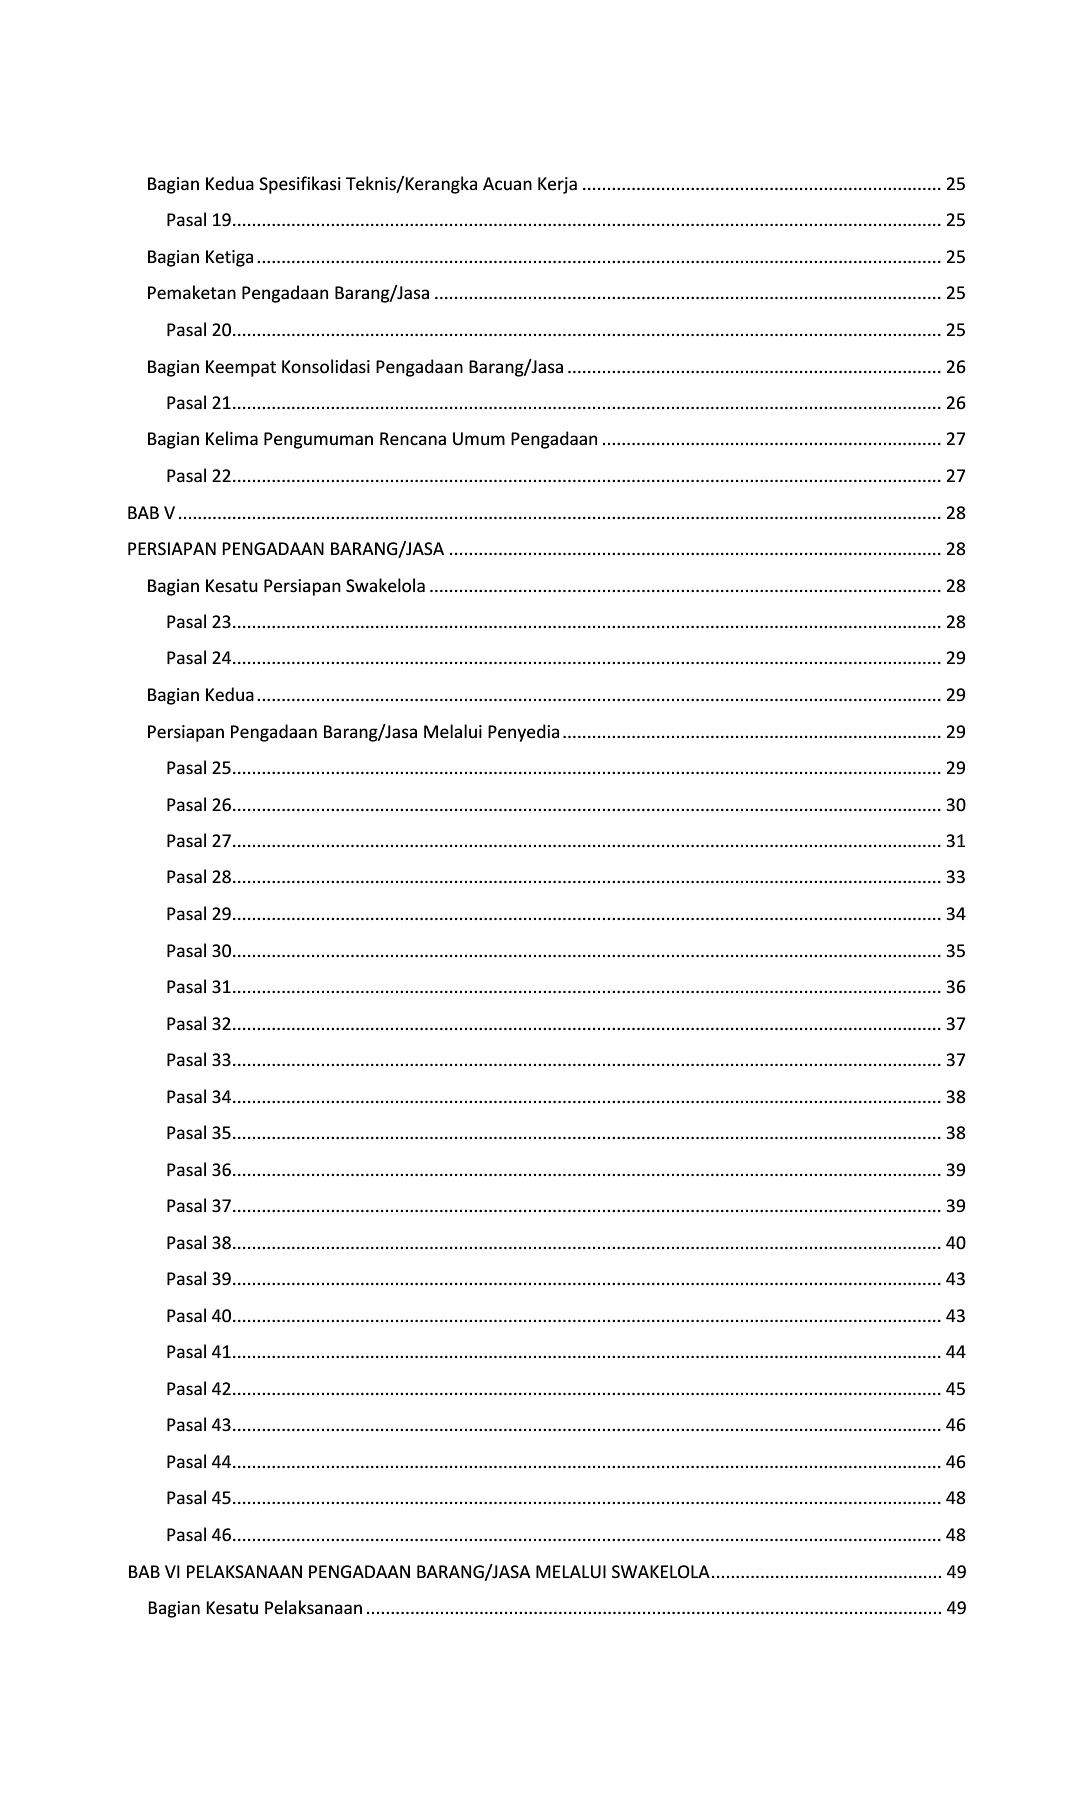 Bagian Kedua Spesifikasi Teknis/Kerangka Acuan Kerja ........................................................................ 25
Pasal 19................................................................................................................................................ 25
Bagian Ketiga ........................................................................................................................................... 25
Pemaketan Pengadaan Barang/Jasa ....................................................................................................... 25
Pasal 20................................................................................................................................................ 25
Bagian Keempat Konsolidasi Pengadaan Barang/Jasa ............................................................................ 26
Pasal 21................................................................................................................................................ 26
Bagian Kelima Pengumuman Rencana Umum Pengadaan ..................................................................... 27
Pasal 22................................................................................................................................................ 27
BAB V ........................................................................................................................................................... 28
PERSIAPAN PENGADAAN BARANG/JASA .................................................................................................... 28
Bagian Kesatu Persiapan Swakelola ........................................................................................................ 28
Pasal 23................................................................................................................................................ 28
Pasal 24................................................................................................................................................ 29
Bagian Kedua ........................................................................................................................................... 29
Persiapan Pengadaan Barang/Jasa Melalui Penyedia ............................................................................. 29
Pasal 25................................................................................................................................................ 29
Pasal 26................................................................................................................................................ 30
Pasal 27................................................................................................................................................ 31
Pasal 28................................................................................................................................................ 33
Pasal 29................................................................................................................................................ 34
Pasal 30................................................................................................................................................ 35
Pasal 31................................................................................................................................................ 36
Pasal 32................................................................................................................................................ 37
Pasal 33................................................................................................................................................ 37
Pasal 34................................................................................................................................................ 38
Pasal 35................................................................................................................................................ 38
Pasal 36................................................................................................................................................ 39
Pasal 37................................................................................................................................................ 39
Pasal 38................................................................................................................................................ 40
Pasal 39................................................................................................................................................ 43
Pasal 40................................................................................................................................................ 43
Pasal 41................................................................................................................................................ 44
Pasal 42................................................................................................................................................ 45
Pasal 43................................................................................................................................................ 46
Pasal 44................................................................................................................................................ 46
Pasal 45................................................................................................................................................ 48
Pasal 46................................................................................................................................................ 48
BAB VI PELAKSANAAN PENGADAAN BARANG/JASA MELALUI SWAKELOLA............................................... 49
Bagian Kesatu Pelaksanaan ..................................................................................................................... 49